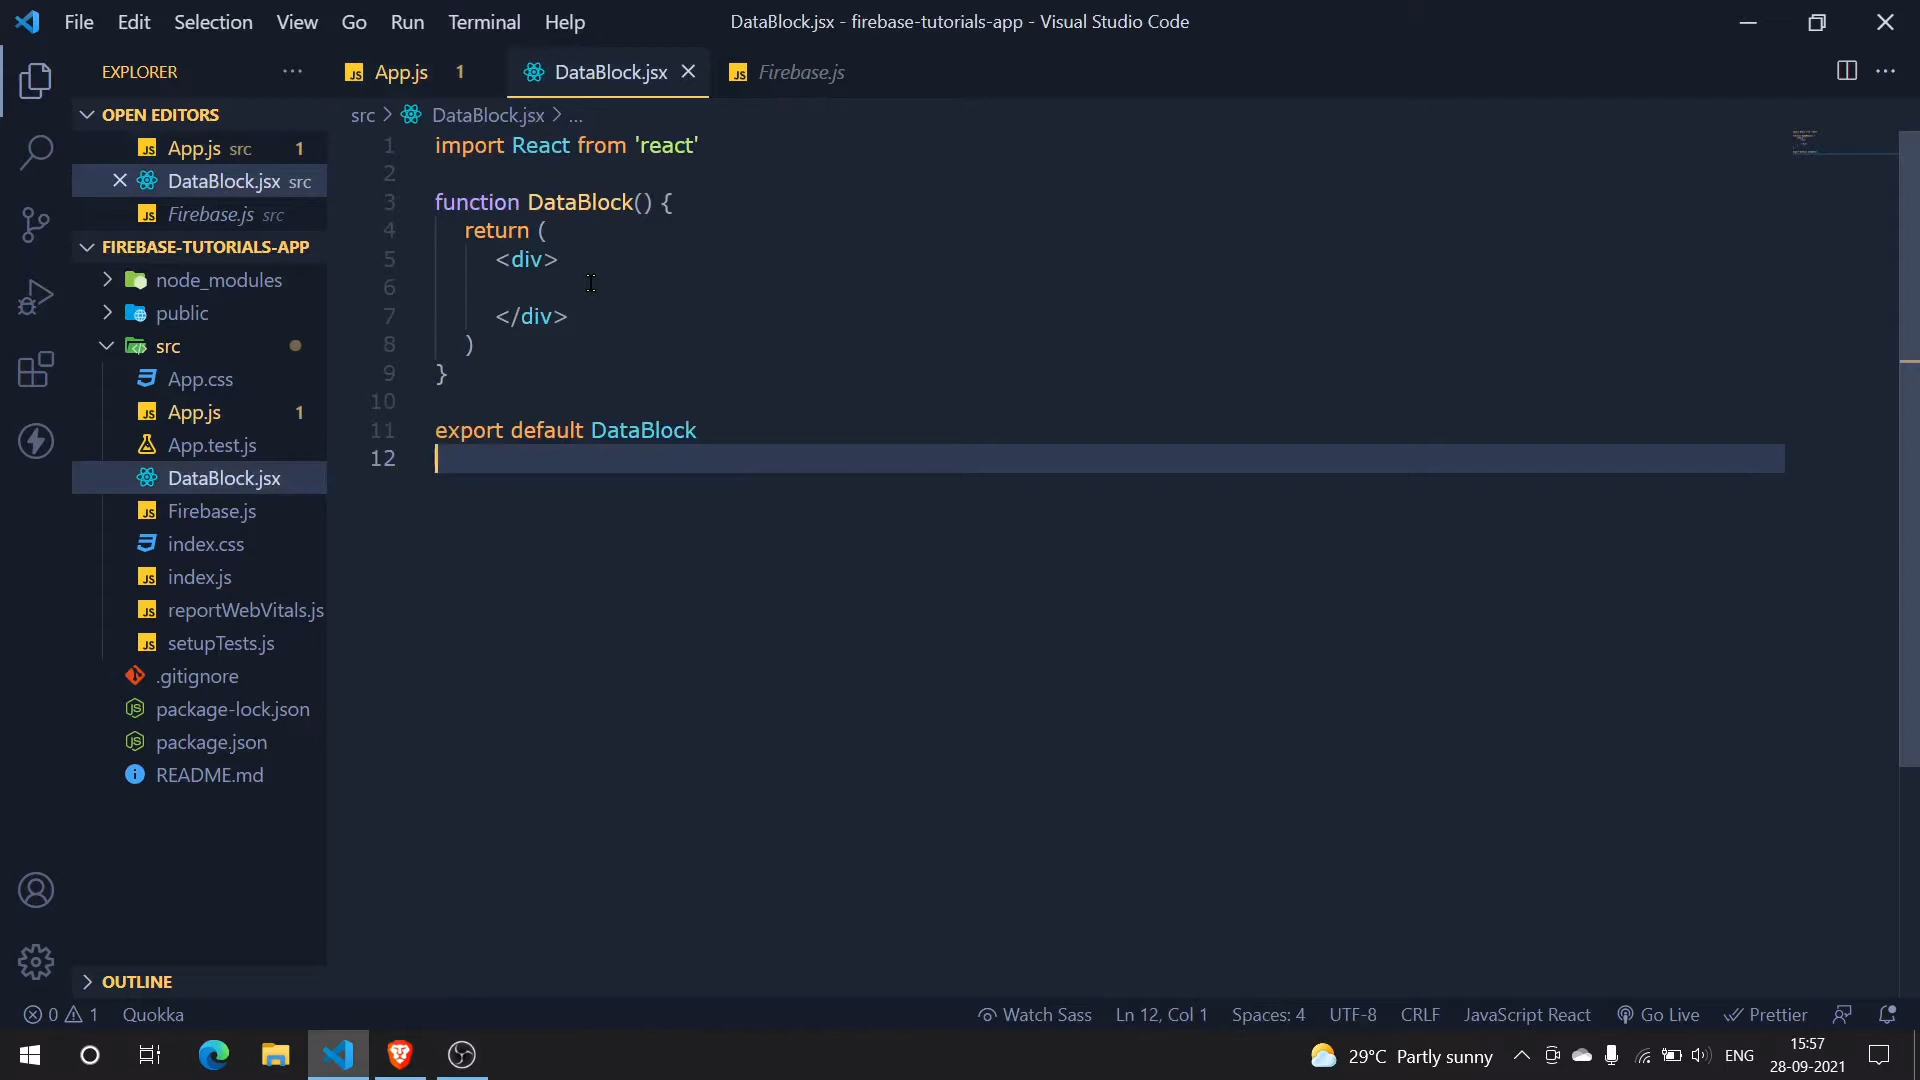 File Edit Selection View Go Run Terminal Help
DataBlock.jsx - firebase-tutorials-app - Visual Studio Code
EXPLORER
App.js 1
DataBlock.jsx
Firebase.js
OPEN EDITORS
App.js src 1
DataBlock.jsx src
Firebase.js src
FIREBASE-TUTORIALS-APP
node_modules
public
src
App.css
App.js 1
App.test.js
DataBlock.jsx
Firebase.js
index.css
index.js
reportWebVitals.js
setupTests.js
.gitignore
package-lock.json
package.json
README.md
OUTLINE
src > DataBlock.jsx > ...
1 import React from 'react'
2
3 function DataBlock() {
4 return (
5 <div>
6
7 </div>
8 )
9 }
10
11 export default DataBlock
12
0 1 Quokka
Watch Sass Ln 12, Col 1 Spaces: 4 UTF-8 CRLF JavaScript React Go Live Prettier
29°C Partly sunny
ENG
15:57
28-09-2021